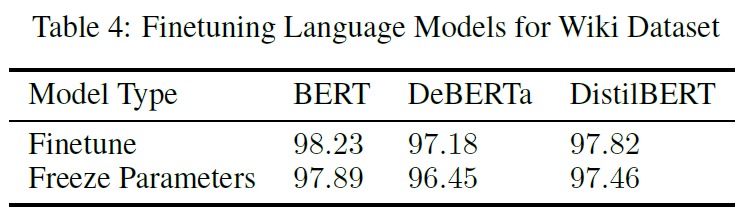 Table 4: Finetuning Language Models for Wiki Dataset
Model Type BERT DeBERTa DistilBERT
Finetune 98.23 97.18 97.82
Freeze Parameters 97.89 96.45 97.46